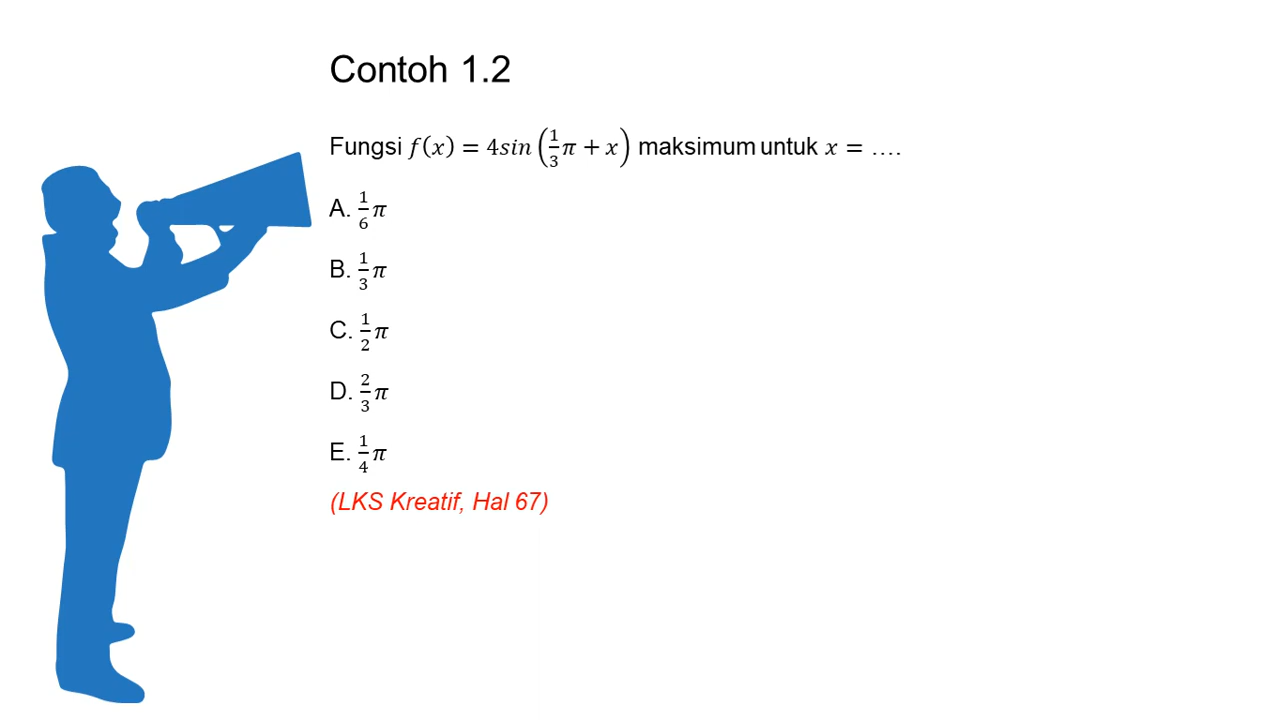 Contoh 1.2
Fungsi f(x) = 4sin (1/3 π + x) maksimum untuk x = ....
A. 1/6 π
B. 1/3 π
C. 1/2 π
D. 2/3 π
E. 1/4 π
(LKS Kreatif, Hal 67)